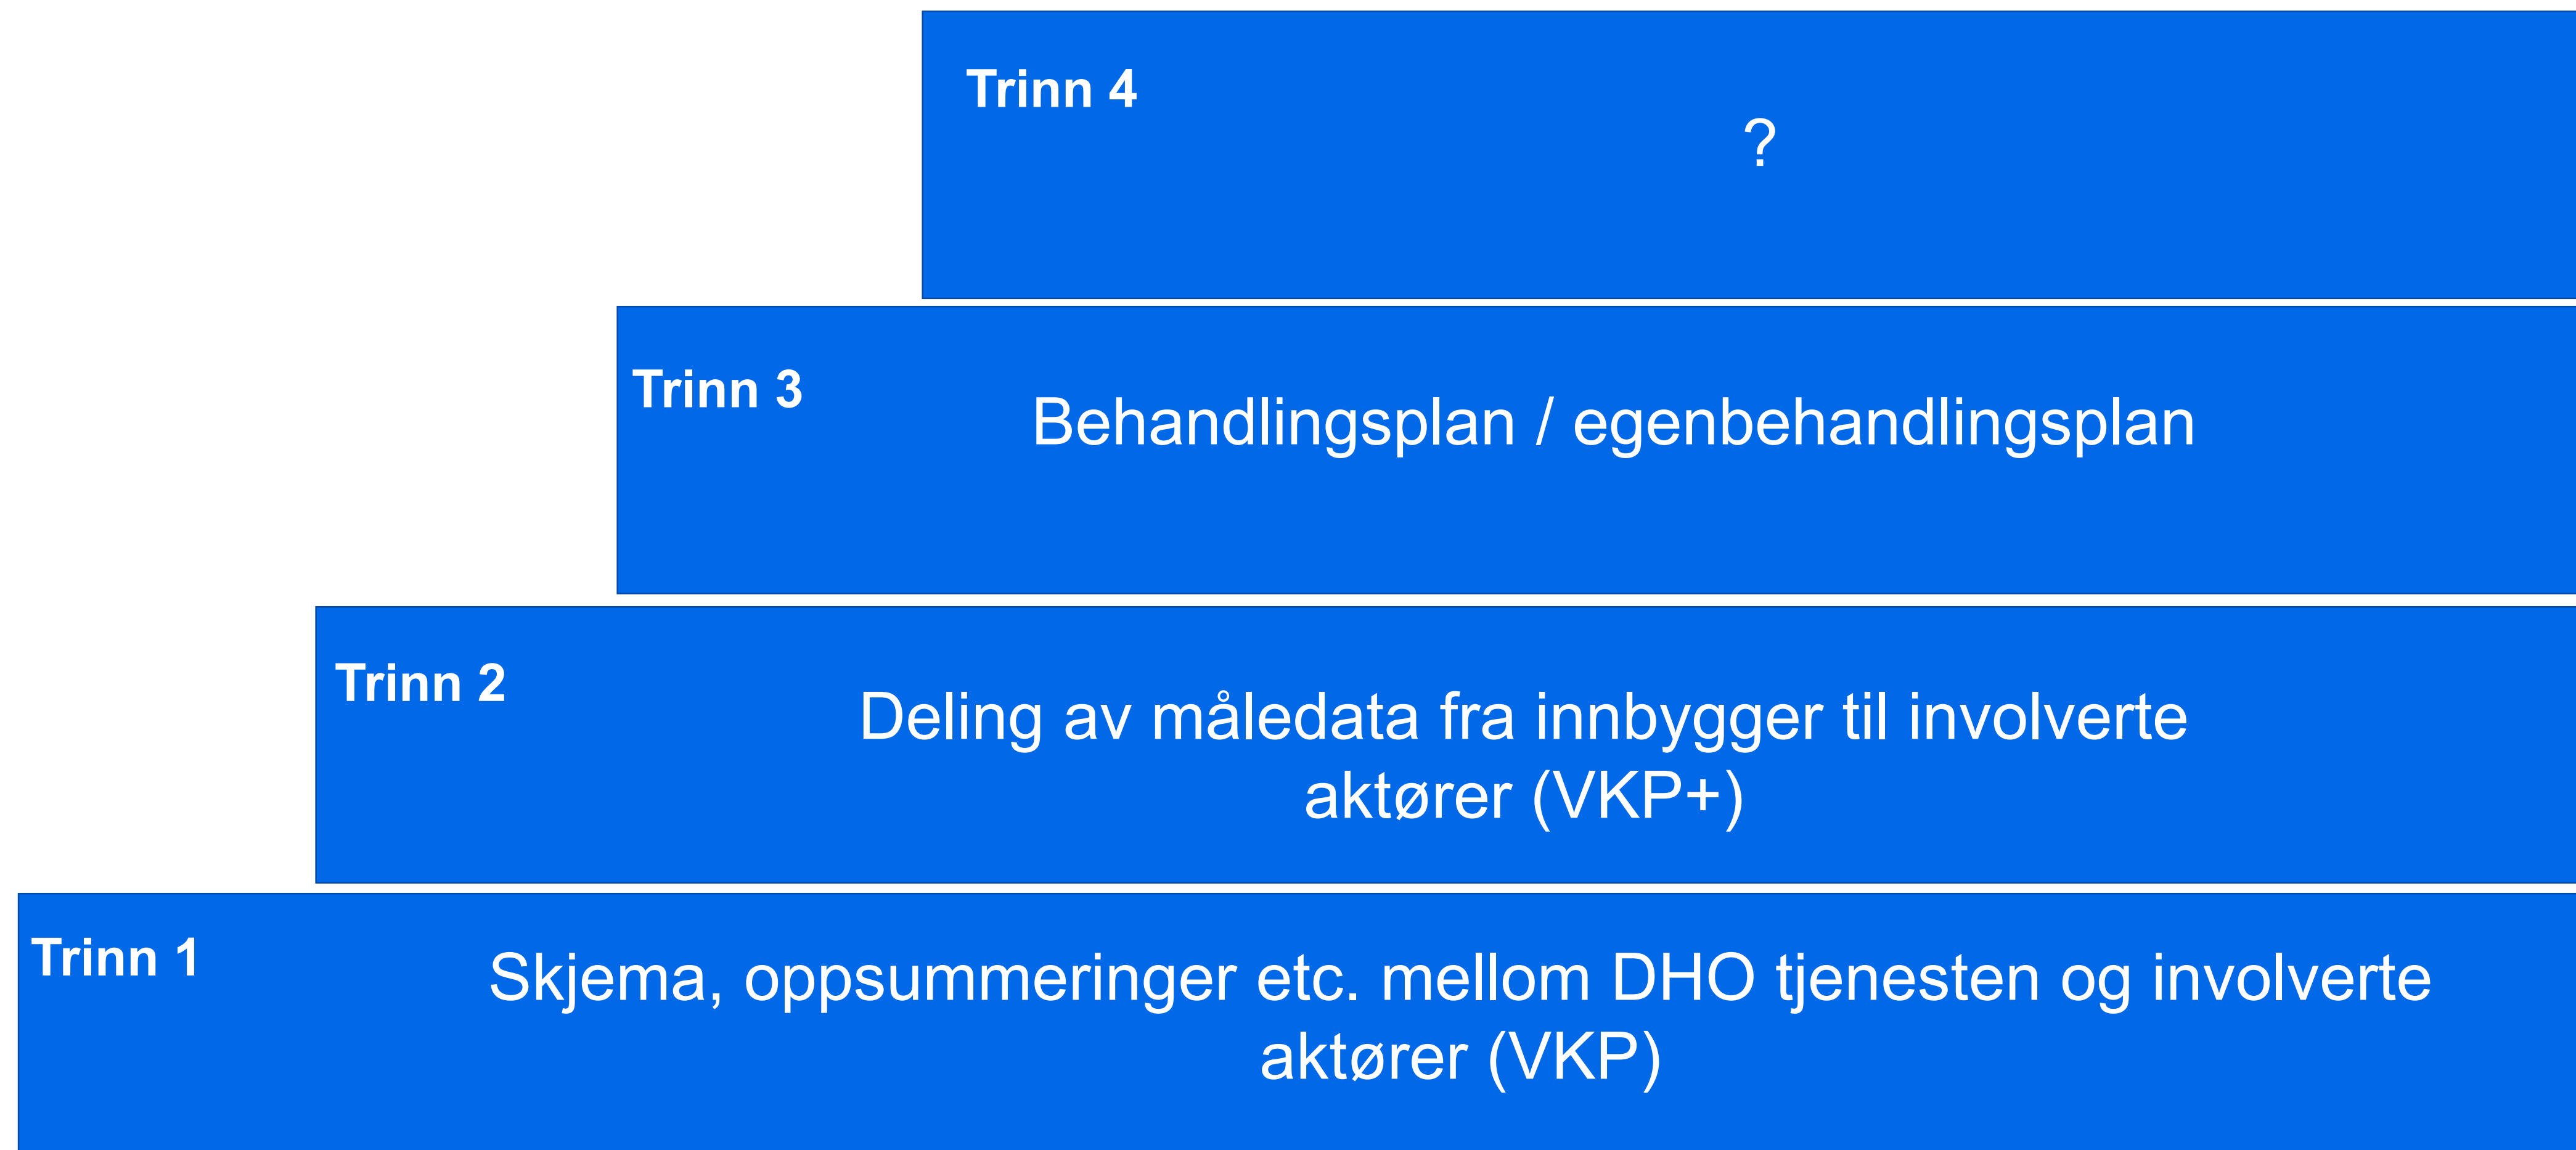 Trinn 4
?
Trinn 3
Behandlingsplan / egenbehandlingsplan
Trinn 2
Deling av måledata fra innbygger til involverte
aktører (VKP+)
Trinn 1
Skjema, oppsummeringer etc. mellom DHO tjenesten og involverte
aktører (VKP)